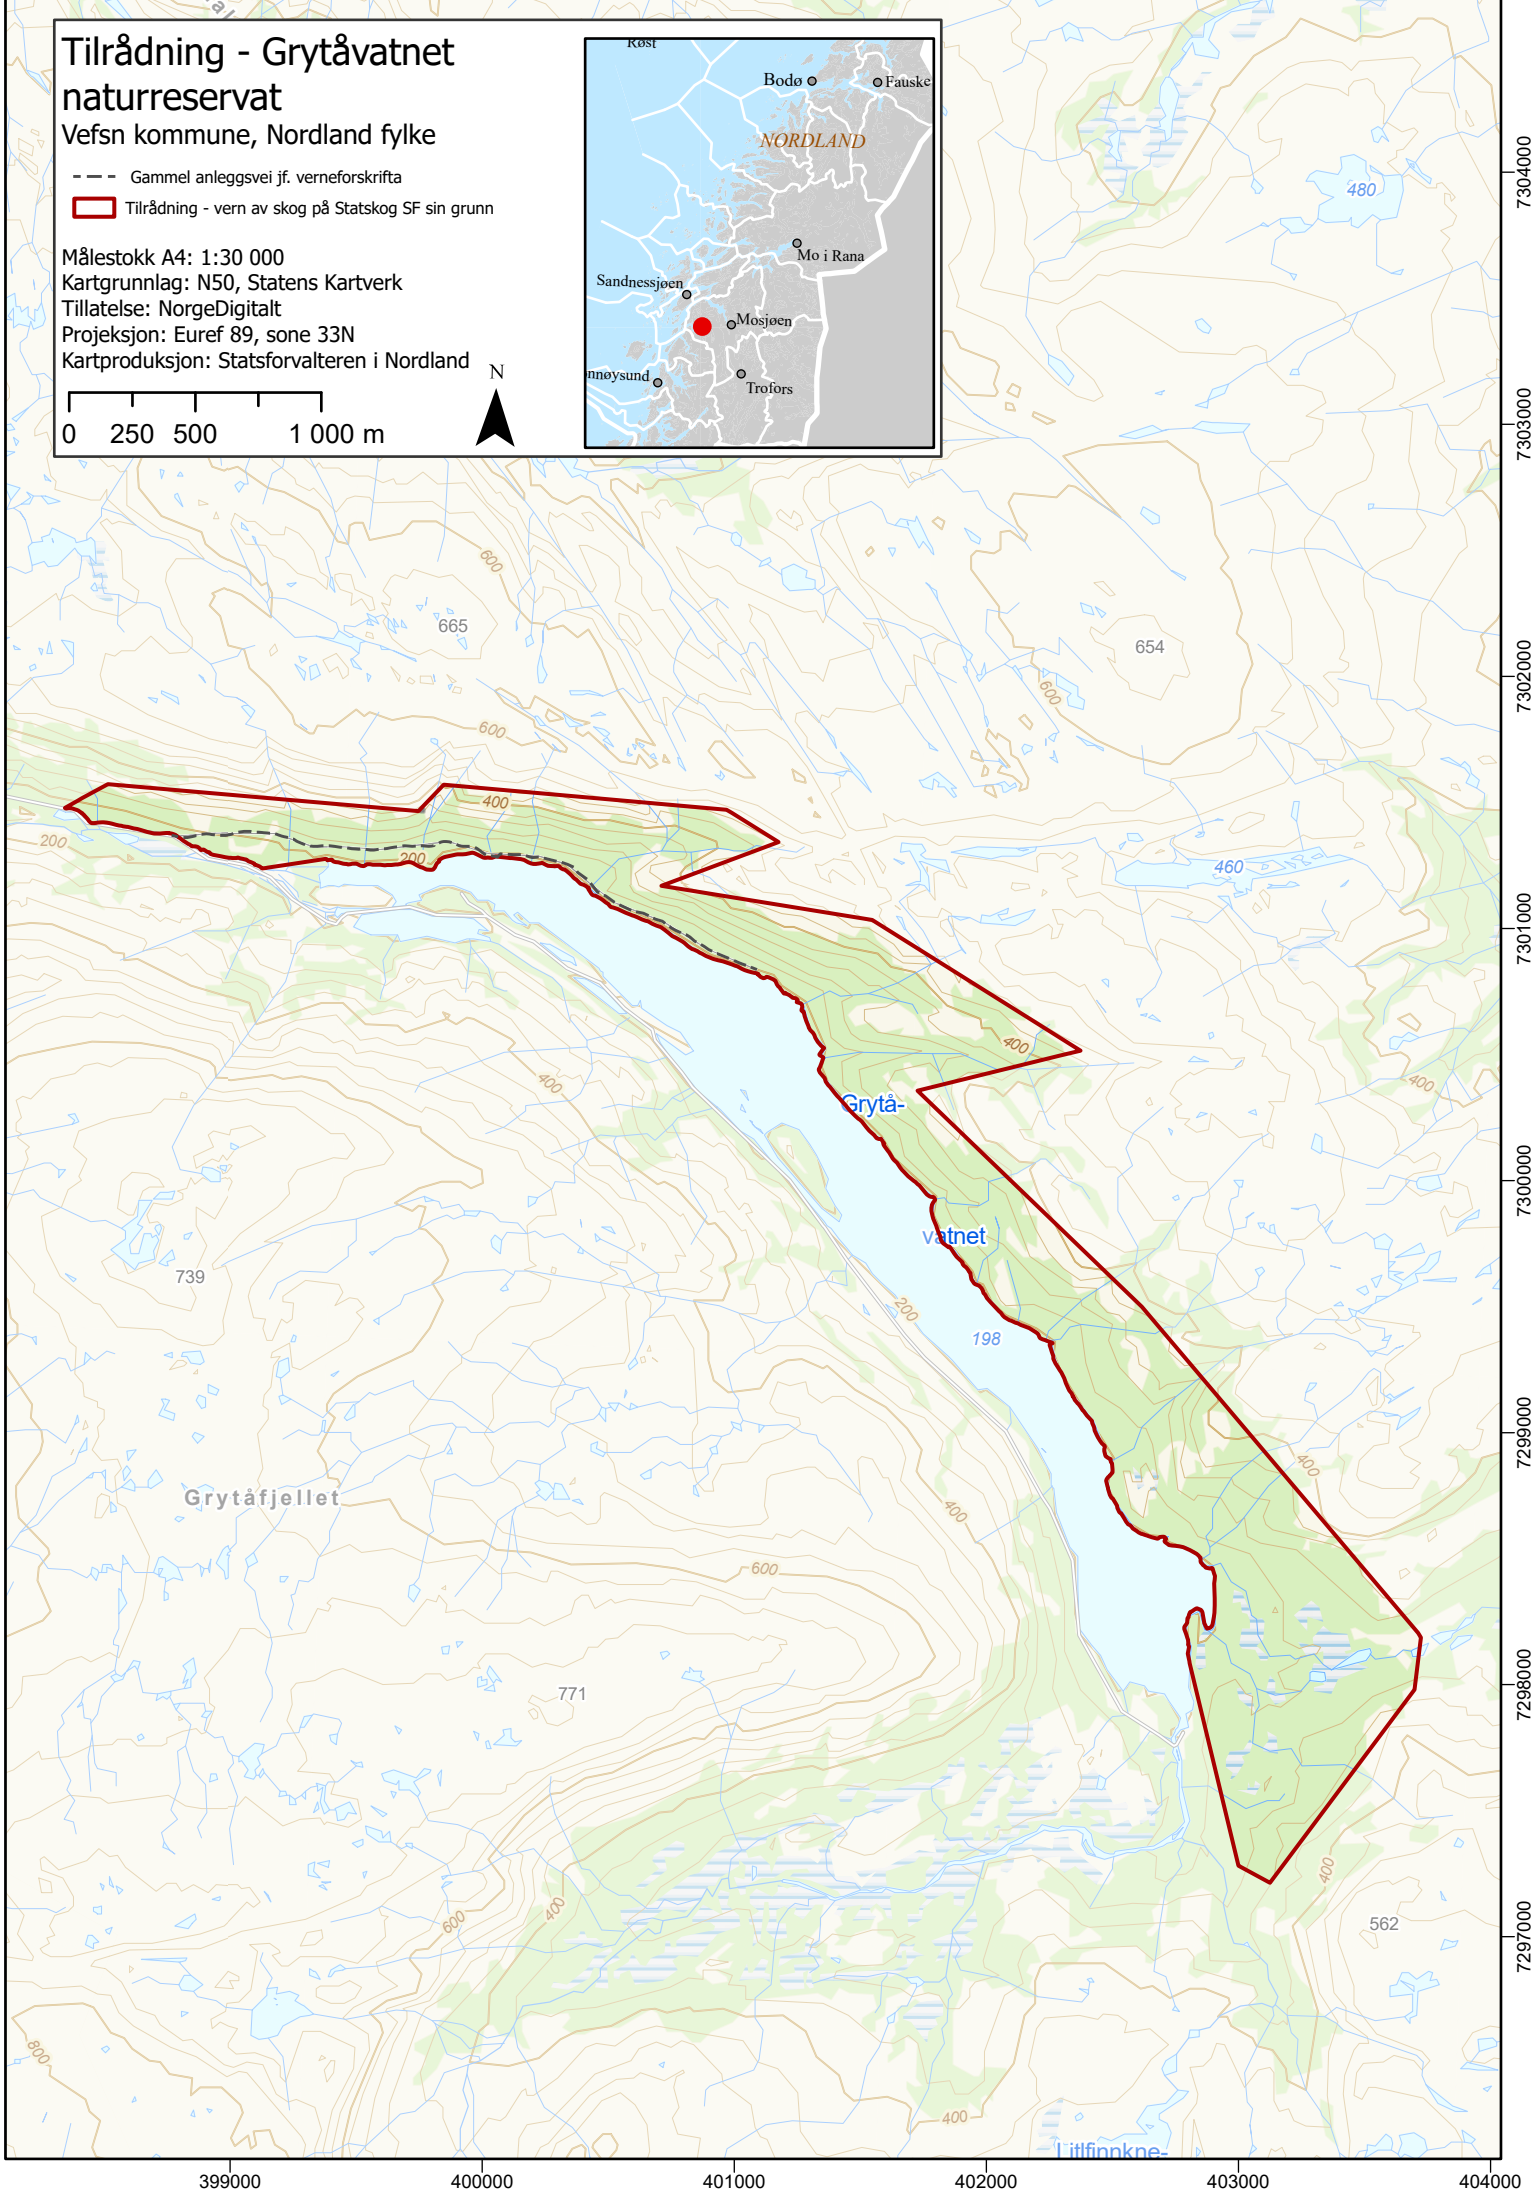 Tilrådning - Grytåvatnet
naturreservat
Vefsn kommune, Nordland fylke
Gammel anleggsvei jf. verneforskrifta
Tilrådning - vern av skog på Statskog SF sin grunn
Målestokk A4: 1:30 000
Kartgrunnlag: N50, Statens Kartverk
Tillatelse: NorgeDigitalt
Projeksjon: Euref 89, sone 33N
Kartproduksjon: Statsforvalteren i Nordland
0 250 500 1 000 m
N
Røst
Bodø
Fauske
NORDLAND
Mo i Rana
Sandnessjøen
Mosjøen
nnøysund
Trofors
7304000
480
7303000
600
665
654
7302000
600
600
400
200
200
460
7301000
400
400
400
Grytå-
7300000
vatnet
739
200
198
7299000
400
Grytåfjellet
400
600
771
7298000
400
400
600
562
7297000
800
400
Litlfinnkne-
399000
400000
401000
402000
403000
404000